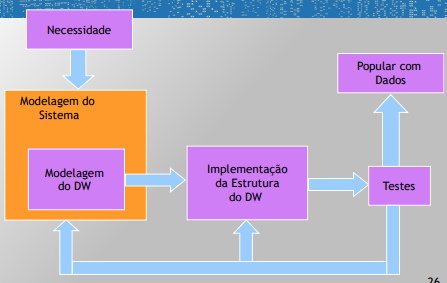 Necessidade
Popular com
Dados
Modelagem do
Sistema
Modelagem
do DW
Implementação
da Estrutura
do DW
Testes
26